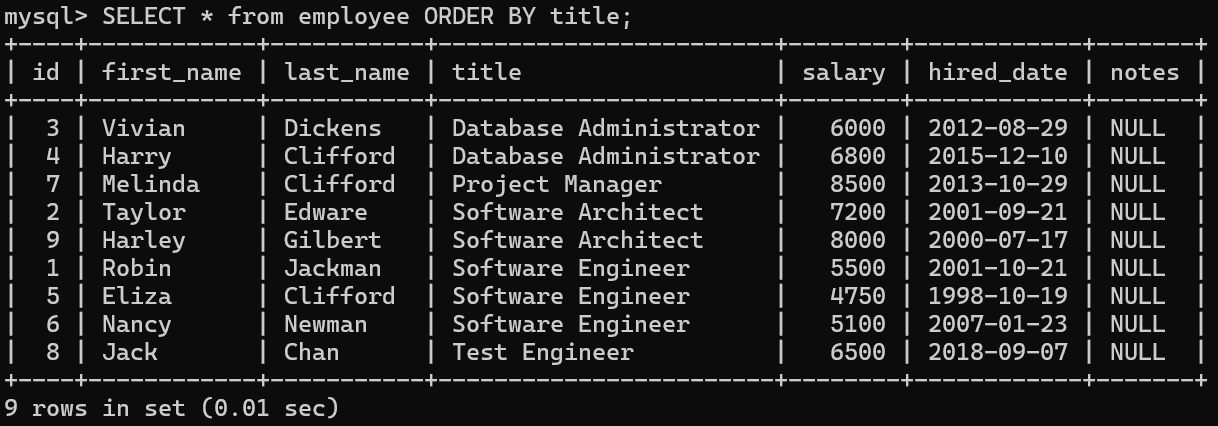 mysql> SELECT * from employee ORDER BY title;
+----+------------+-----------+------------------------+--------+------------+-------+
| id | first_name | last_name | title                  | salary | hired_date | notes |
+----+------------+-----------+------------------------+--------+------------+-------+
|  3 | Vivian     | Dickens   | Database Administrator |   6000 | 2012-08-29 | NULL  |
|  4 | Harry      | Clifford  | Database Administrator |   6800 | 2015-12-10 | NULL  |
|  7 | Melinda    | Clifford  | Project Manager        |   8500 | 2013-10-29 | NULL  |
|  2 | Taylor     | Edware    | Software Architect     |   7200 | 2001-09-21 | NULL  |
|  9 | Harley     | Gilbert   | Software Architect     |   8000 | 2000-07-17 | NULL  |
|  1 | Robin      | Jackman   | Software Engineer      |   5500 | 2001-10-21 | NULL  |
|  5 | Eliza      | Clifford  | Software Engineer      |   4750 | 1998-10-19 | NULL  |
|  6 | Nancy      | Newman    | Software Engineer      |   5100 | 2007-01-23 | NULL  |
|  8 | Jack       | Chan      | Test Engineer          |   6500 | 2018-09-07 | NULL  |
+----+------------+-----------+------------------------+--------+------------+-------+
9 rows in set (0.01 sec)